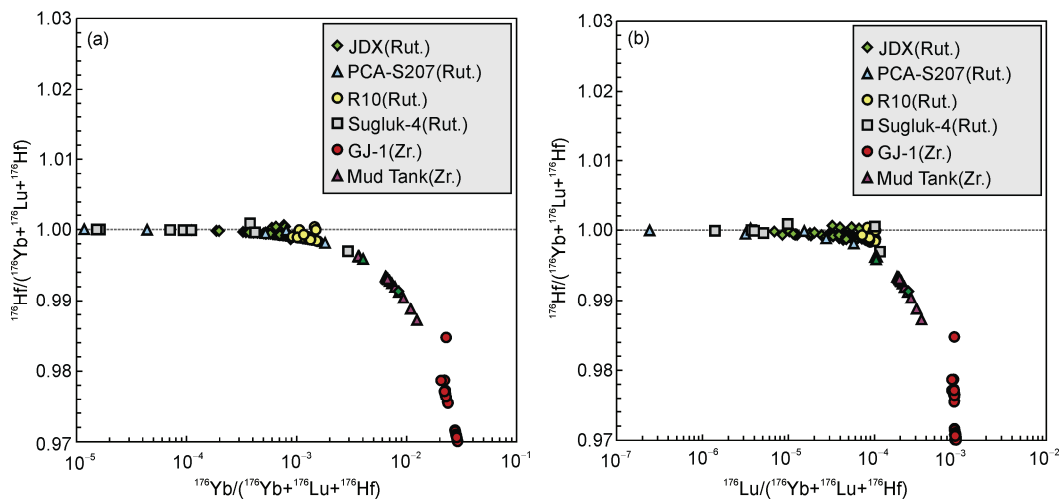 (a)
1.03
1.02
1.01
1.00
0.99
0.98
0.97
¹⁷⁶Hf/(¹⁷⁶Yb+¹⁷⁶Lu+¹⁷⁶Hf)
JDX(Rut.)
PCA-S207(Rut.)
R10(Rut.)
Sugluk-4(Rut.)
GJ-1(Zr.)
Mud Tank(Zr.)
10⁻⁵ 10⁻⁴ 10⁻³ 10⁻² 10⁻¹
¹⁷⁶Yb/(¹⁷⁶Yb+¹⁷⁶Lu+¹⁷⁶Hf)
(b)
1.03
1.02
1.01
1.00
0.99
0.98
0.97
¹⁷⁶Hf/(¹⁷⁶Yb+¹⁷⁶Lu+¹⁷⁶Hf)
JDX(Rut.)
PCA-S207(Rut.)
R10(Rut.)
Sugluk-4(Rut.)
GJ-1(Zr.)
Mud Tank(Zr.)
10⁻⁷ 10⁻⁶ 10⁻⁵ 10⁻⁴ 10⁻³ 10⁻²
¹⁷⁶Lu/(¹⁷⁶Yb+¹⁷⁶Lu+¹⁷⁶Hf)